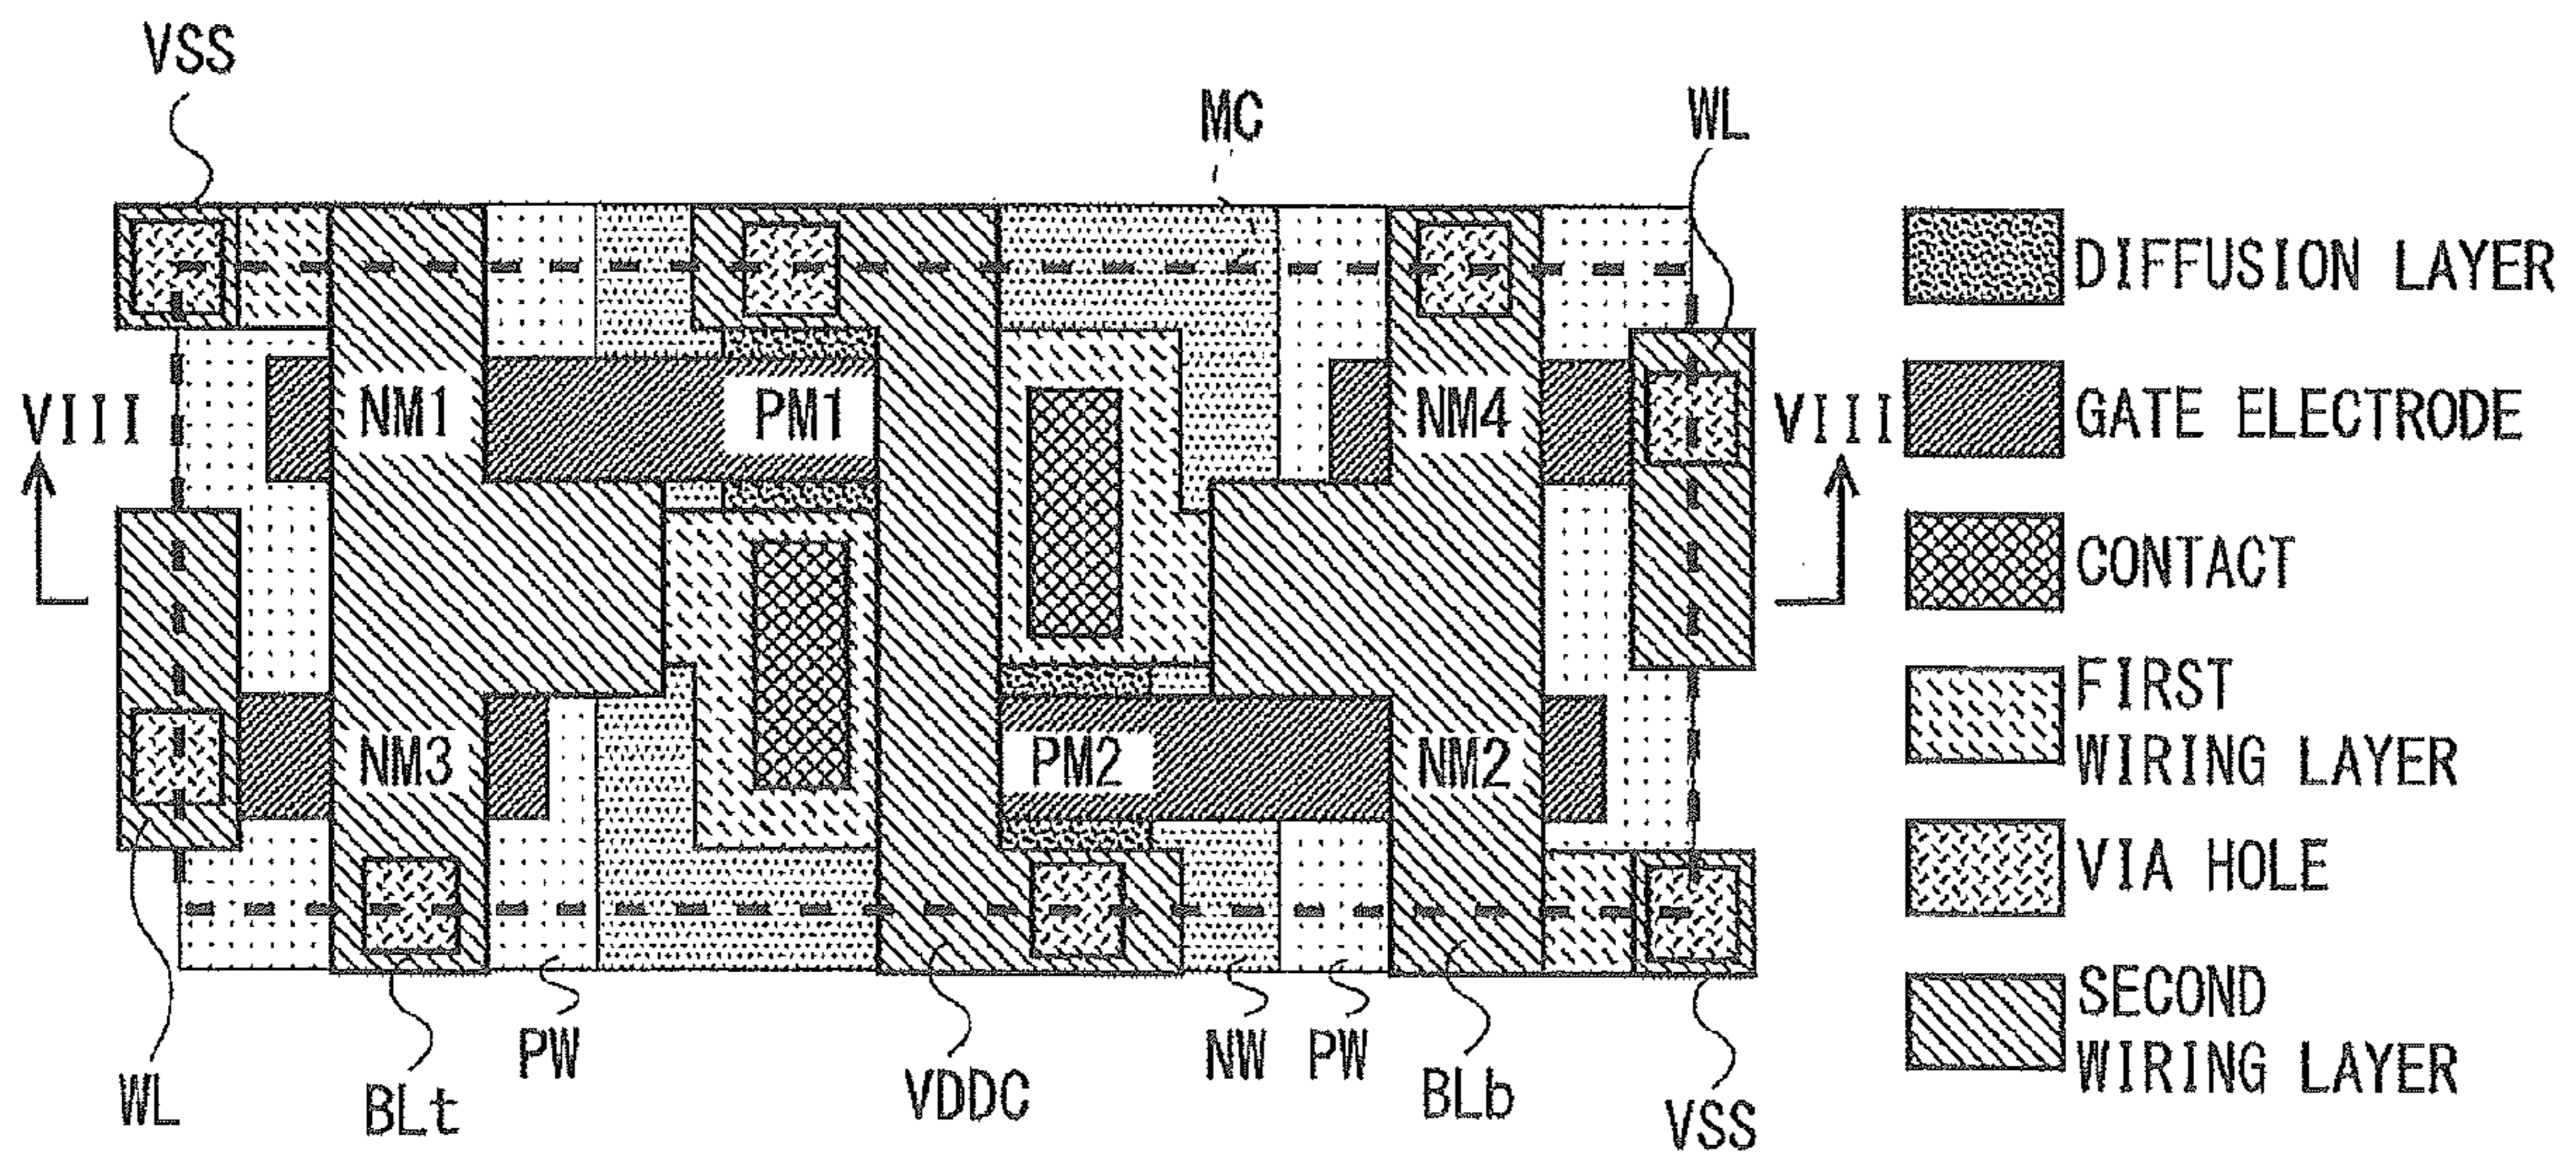 VSS
MC
WL
DIFFUSION LAYER
VIII
NM1
PM1
NM4
VIII
GATE ELECTRODE
CONTACT
FIRST
WIRING LAYER
NM3
PM2
NM2
VIA HOLE
SECOND
WIRING LAYER
WL
BLt
PW
VDDC
NW
PW
BLb
VSS